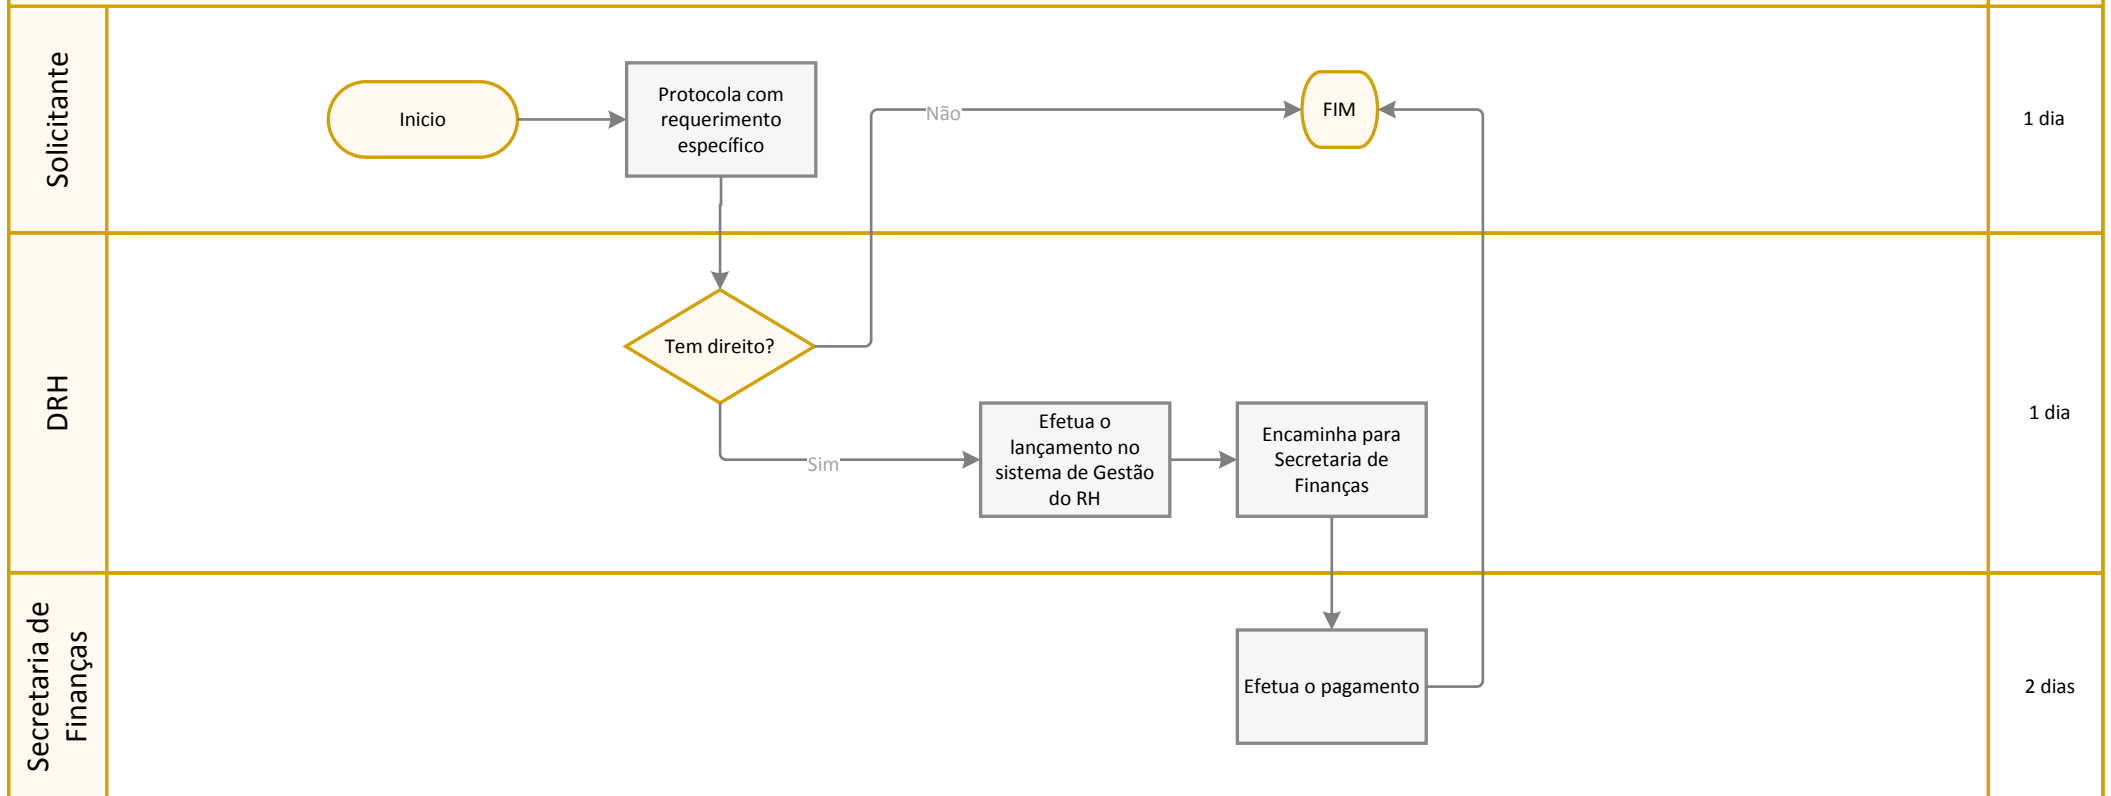 Solicitante
Inicio
Protocola com
requerimento
específico
Não
FIM
1 dia
DRH
Tem direito?
Sim
Efetua o
lançamento no
sistema de Gestão
do RH
Encaminha para
Secretaria de
Finanças
1 dia
Secretaria de
Finanças
Efetua o pagamento
2 dias